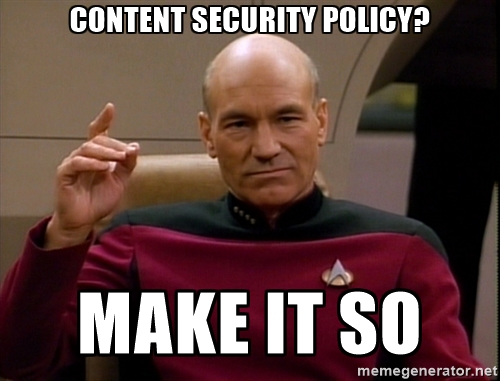 CONTENT SECURITY POLICY?
MAKE IT SO
memegenerator.net